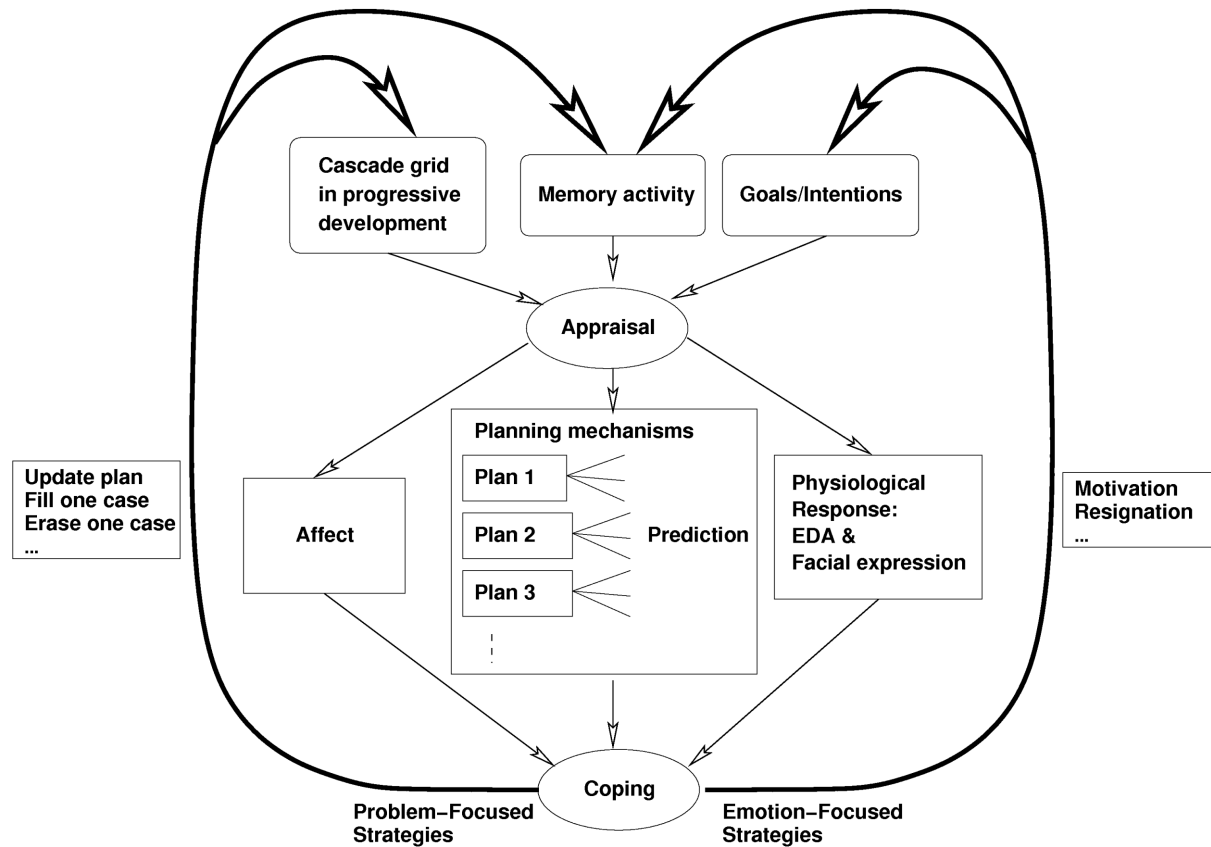 Cascade grid
in progressive
development
Memory activity
Goals/Intentions
Appraisal
Update plan
Fill one case
Erase one case
...
Affect
Planning mechanisms
Plan 1
Plan 2
Plan 3
Prediction
Physiological
Response:
EDA &
Facial expression
Motivation
Resignation
...
Coping
Problem−Focused
Strategies
Emotion−Focused
Strategies